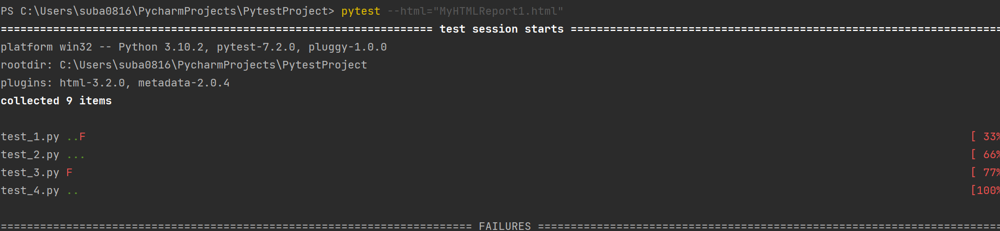 PS C:\Users\suba0816\PycharmProjects\PytestProject> pytest --html="MyHTMLReport1.html"
================================================================== test session starts ==================================================================
platform win32 -- Python 3.10.2, pytest-7.2.0, pluggy-1.0.0
rootdir: C:\Users\suba0816\PycharmProjects\PytestProject
plugins: html-3.2.0, metadata-2.0.4
collected 9 items
test_1.py ..F [ 33%
test_2.py ... [ 66%
test_3.py F [ 77%
test_4.py .. [100%
======================================================================== FAILURES =======================================================================